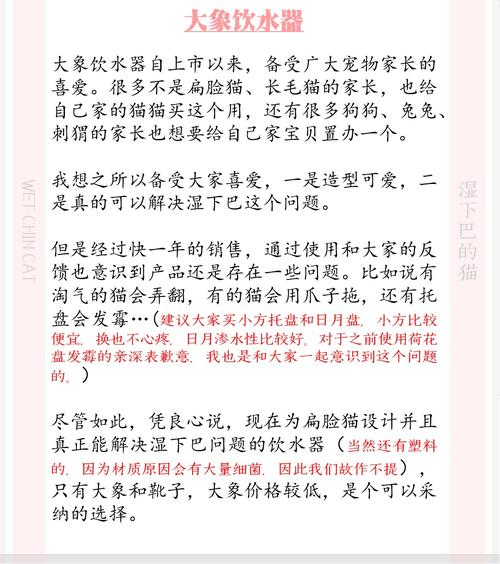 大象饮水器
大象饮水器自上市以来，备受广大宠物家长的
喜爱。很多不是扁脸猫、长毛猫的家长，也给
自己家的猫猫买这个用，还有很多狗狗、兔兔、
刺猬的家长也想要给自己家宝贝置办一个。
我想之所以备受大家喜爱，一是造型可爱，二
是真的可以解决湿下巴这个问题。
但是经过快一年的销售，通过使用和大家的反
馈也意识到产品还是存在一些问题。比如说有
淘气的猫会弄翻，有的猫会用爪子拖，还有托
盘会发霉…(建议大家买小方托盘和日月盘，小方比较
便宜，换也不心疼，日月渗水性比较好。对于之前使用荷花
盘发霉的亲深表歉意，我也是和大家一起意识到这个问题
的。)
尽管如此，凭良心说，现在为扁脸猫设计并且
真正能解决湿下巴问题的饮水器（当然还有塑料
的，因为材质原因会有大量细菌，因此我们故作不提），
只有大象和靴子，大象价格较低，是个可以采
纳的选择。
WET CHIN CAT
湿下巴的猫